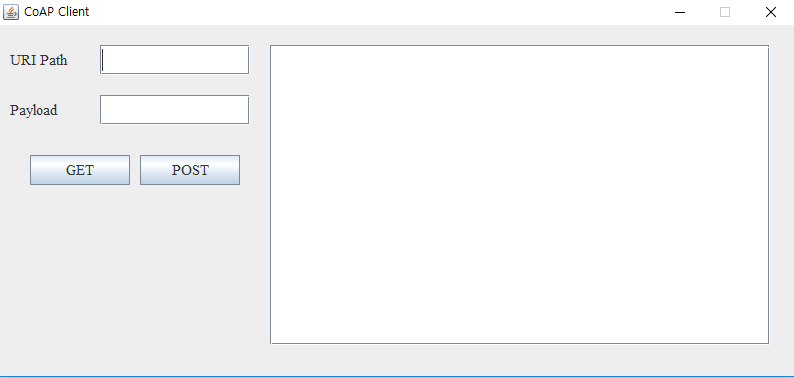 CoAP Client
URI Path
Payload
GET POST